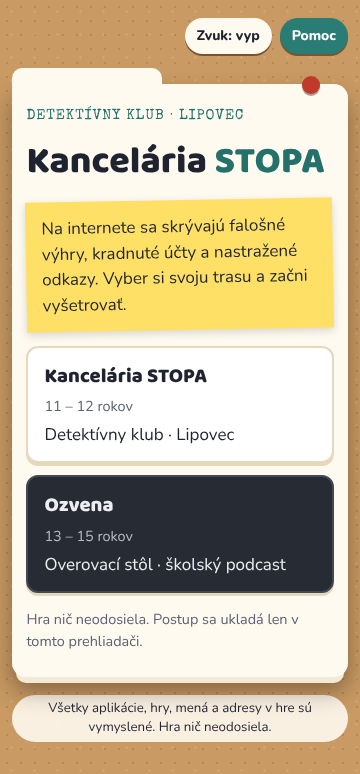 Zvuk: vyp
Pomoc
DETEKTÍVNY KLUB · LIPOVEC
Kancelária STOPA
Na internete sa skrývajú falošné
výhry, kradnuté účty a nastražené
odkazy. Vyber si svoju trasu a začni
vyšetrovať.
Kancelária STOPA
11 – 12 rokov
Detektívny klub · Lipovec
Ozvena
13 – 15 rokov
Overovací stôl · školský podcast
Hra nič neodosiela. Postup sa ukladá len v
tomto prehliadači.
Všetky aplikácie, hry, mená a adresy v hre sú
vymyslené. Hra nič neodosiela.